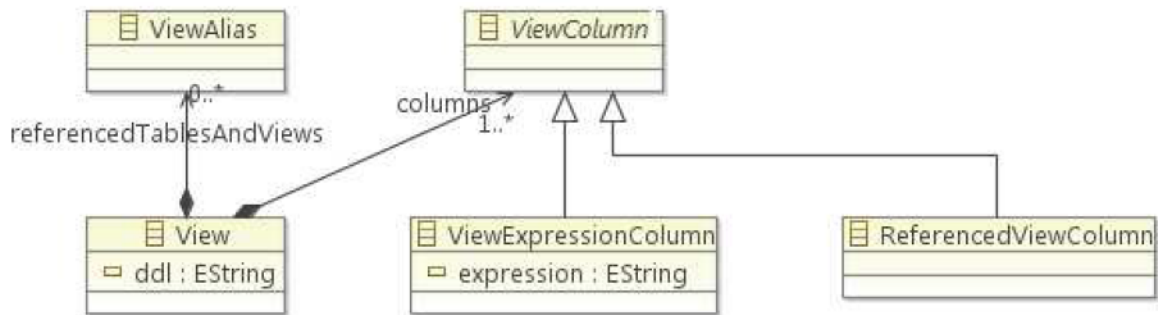 ViewAlias
ViewColumn
0..*
columns
1..*
referencedTablesAndViews
View
ddl : EString
ViewExpressionColumn
expression : EString
ReferencedViewColumn